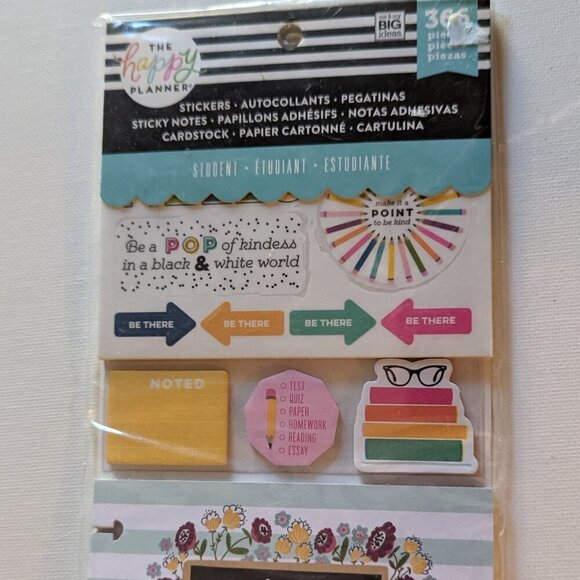 THE
happy
PLANNER®
me & my
BIG
ideas
366
pièces
piezas
STICKERS • AUTOCOLLANTS • PEGATINAS
STICKY NOTES • PAPILLONS ADHÉSIFS • NOTAS ADHESIVAS
CARDSTOCK • PAPIER CARTONNÉ • CARTULINA
STUDENT • ÉTUDIANT • ESTUDIANTE
Be a POP of kindess
in a black & white world
make it a
POINT
to be kind
BE THERE
BE THERE
BE THERE
BE THERE
NOTED
TEST
QUIZ
PAPER
HOMEWORK
READING
ESSAY